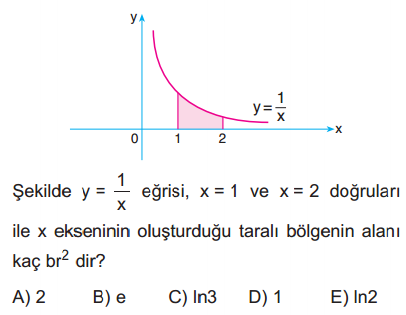 y
y = 1/x
x
0 1 2
Şekilde y = 1/x eğrisi, x = 1 ve x = 2 doğruları
ile x ekseninin oluşturduğu taralı bölgenin alanı
kaç br² dir?
A) 2 B) e C) ln3 D) 1 E) ln2